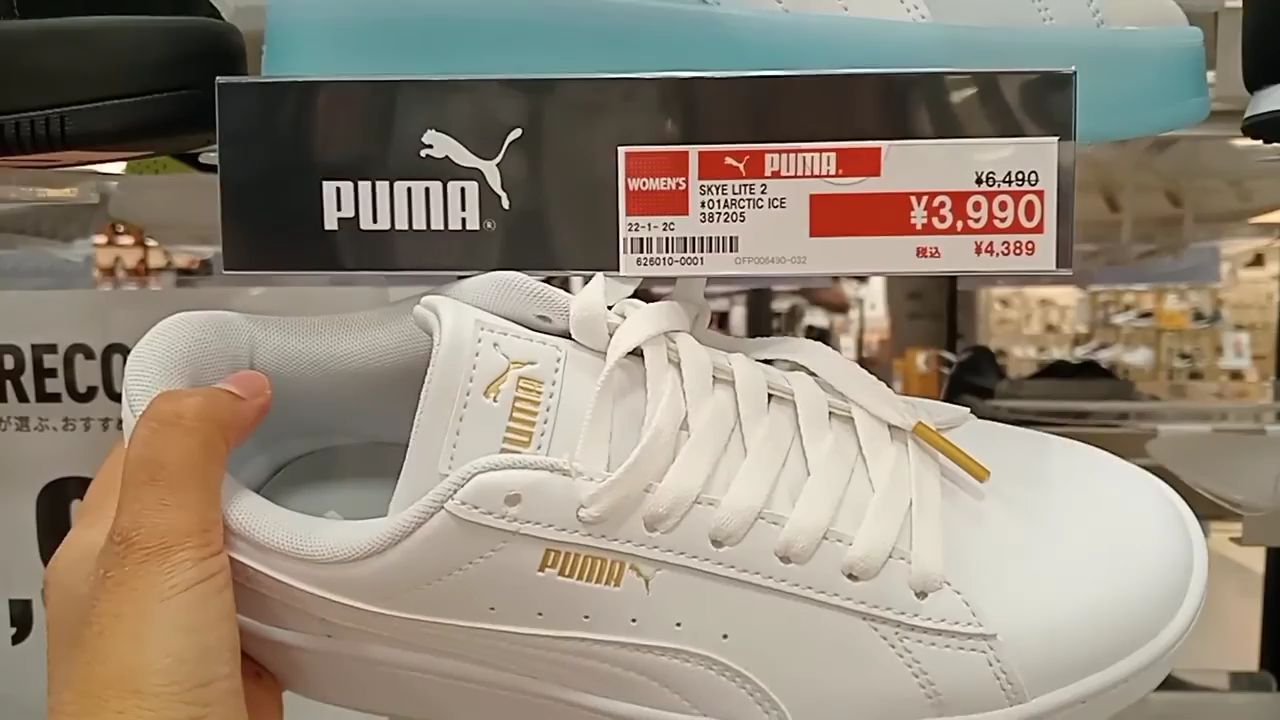 PUMA®
WOMEN'S
PUMA®
SKYE LITE 2
*01ARCTIC ICE
387205
22-1- 2C
626010-0001
OFP006490-032
¥6,490
¥3,990
税込 ¥4,389
RECO
が選ぶ、おすすめ
PUMA
PUMA